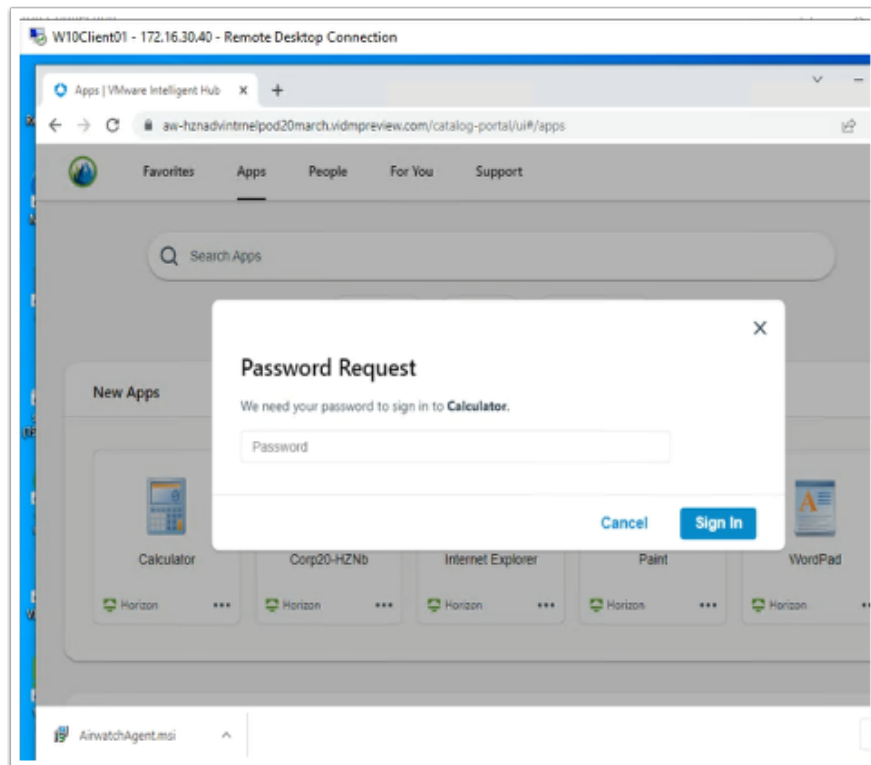 W10Client01 - 172.16.30.40 - Remote Desktop Connection
Apps | VMware Intelligent Hub
aw-hznadvintrnelpod20march.vidmpreview.com/catalog-portal/ui#/apps
Favorites Apps People For You Support
Search Apps
Password Request
New Apps
We need your password to sign in to Calculator.
Password
Cancel Sign In
Calculator Corp20-HZNb Internet Explorer Paint WordPad
Horizon Horizon Horizon Horizon Horizon
AirwatchAgent.msi